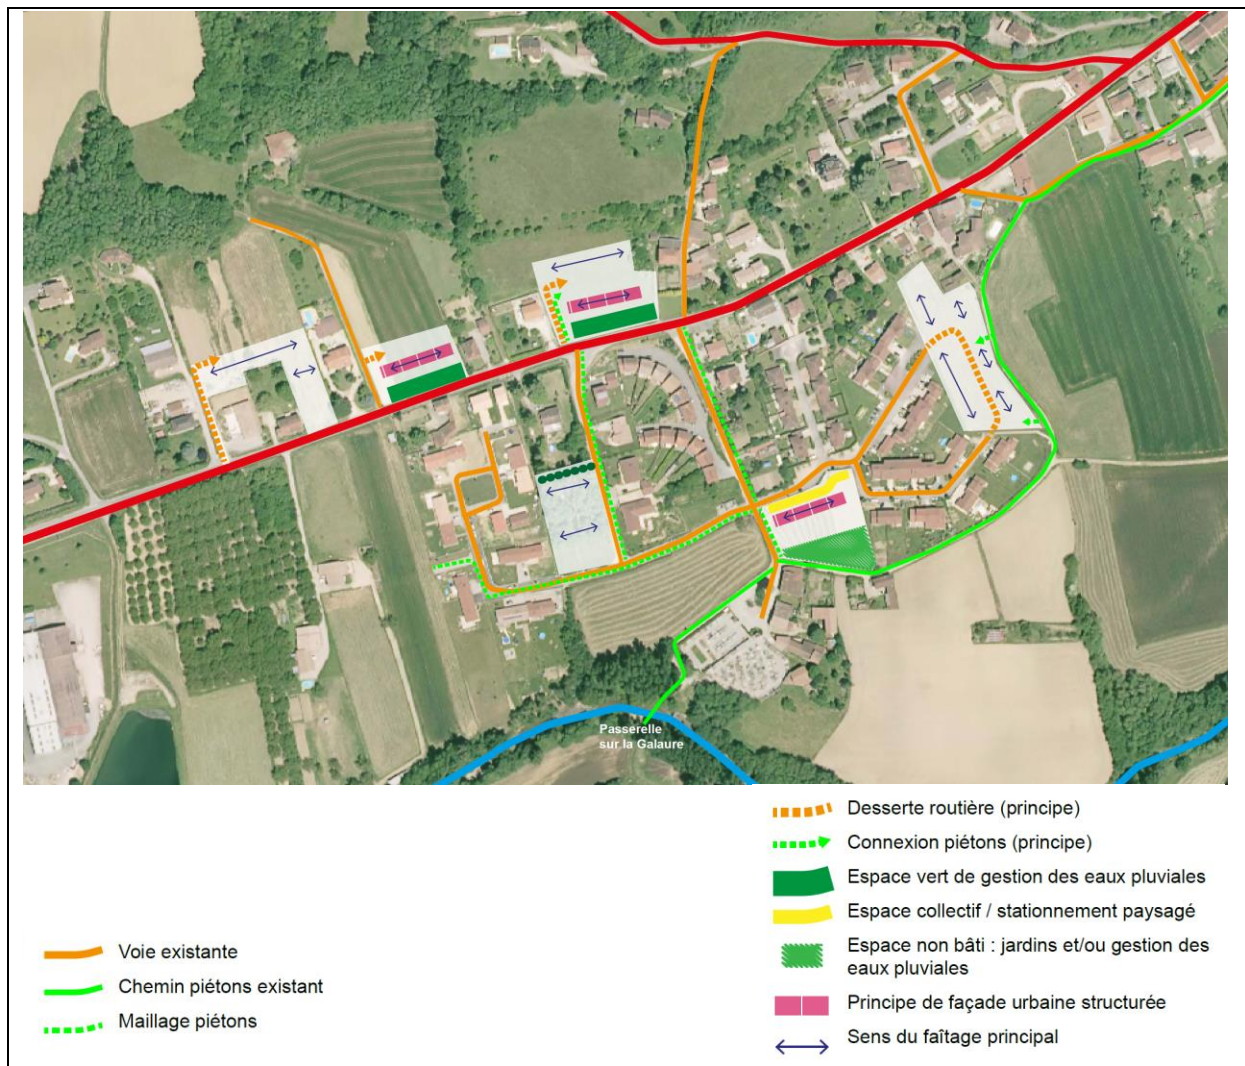 Passerelle
sur la Galaure
Voie existante
Chemin piétons existant
Maillage piétons
Desserte routière (principe)
Connexion piétons (principe)
Espace vert de gestion des eaux pluviales
Espace collectif / stationnement paysagé
Espace non bâti : jardins et/ou gestion des
eaux pluviales
Principe de façade urbaine structurée
Sens du faîtage principal